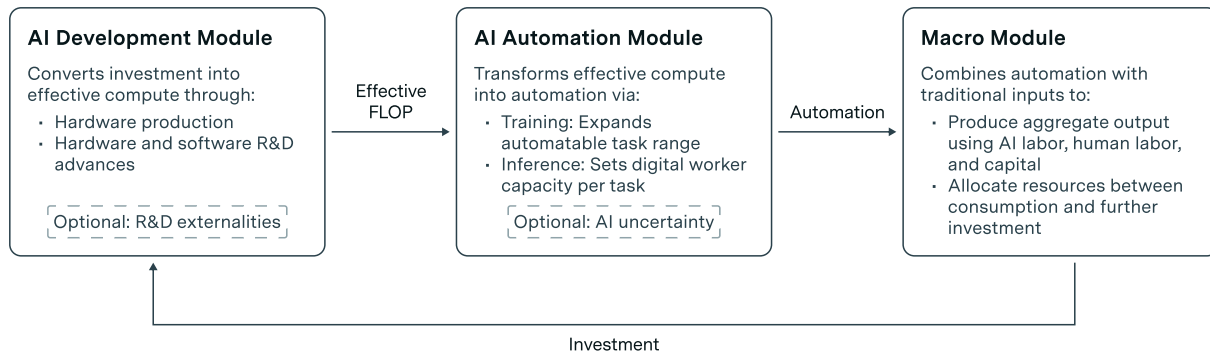 AI Development Module
Converts investment into
effective compute through:
· Hardware production
· Hardware and software R&D
advances
Optional: R&D externalities
Effective
FLOP
AI Automation Module
Transforms effective compute
into automation via:
· Training: Expands
automatable task range
· Inference: Sets digital worker
capacity per task
Optional: AI uncertainty
Automation
Macro Module
Combines automation with
traditional inputs to:
· Produce aggregate output
using AI labor, human labor,
and capital
· Allocate resources between
consumption and further
investment
Investment